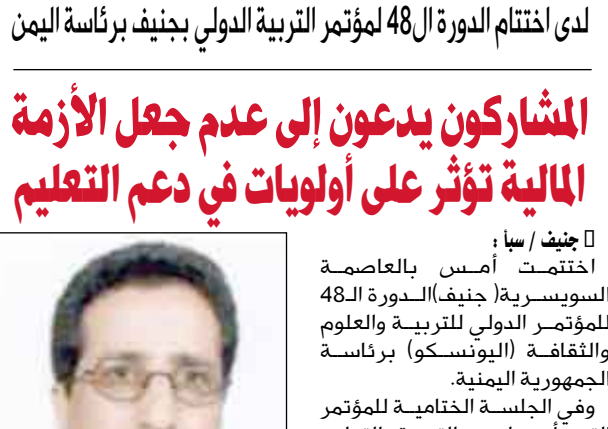 لدى اختتام الدورة ال48 لمؤتمر التربية الدولي بجنيف برئاسة اليمن
المشاركون يدعون إلى عدم جعل الأزمة
المالية تؤثر على أولويات في دعم التعليم
جنيف / سبأ :
اختتمت أمس بالعاصمة
السويسرية( جنيف)الدورة الـ48
للمؤتمر الدولي للتربية والعلوم
والثقافة (اليونسكو) برئاسة
الجمهورية اليمنية.
وفي الجلسة الختامية للمؤتمر